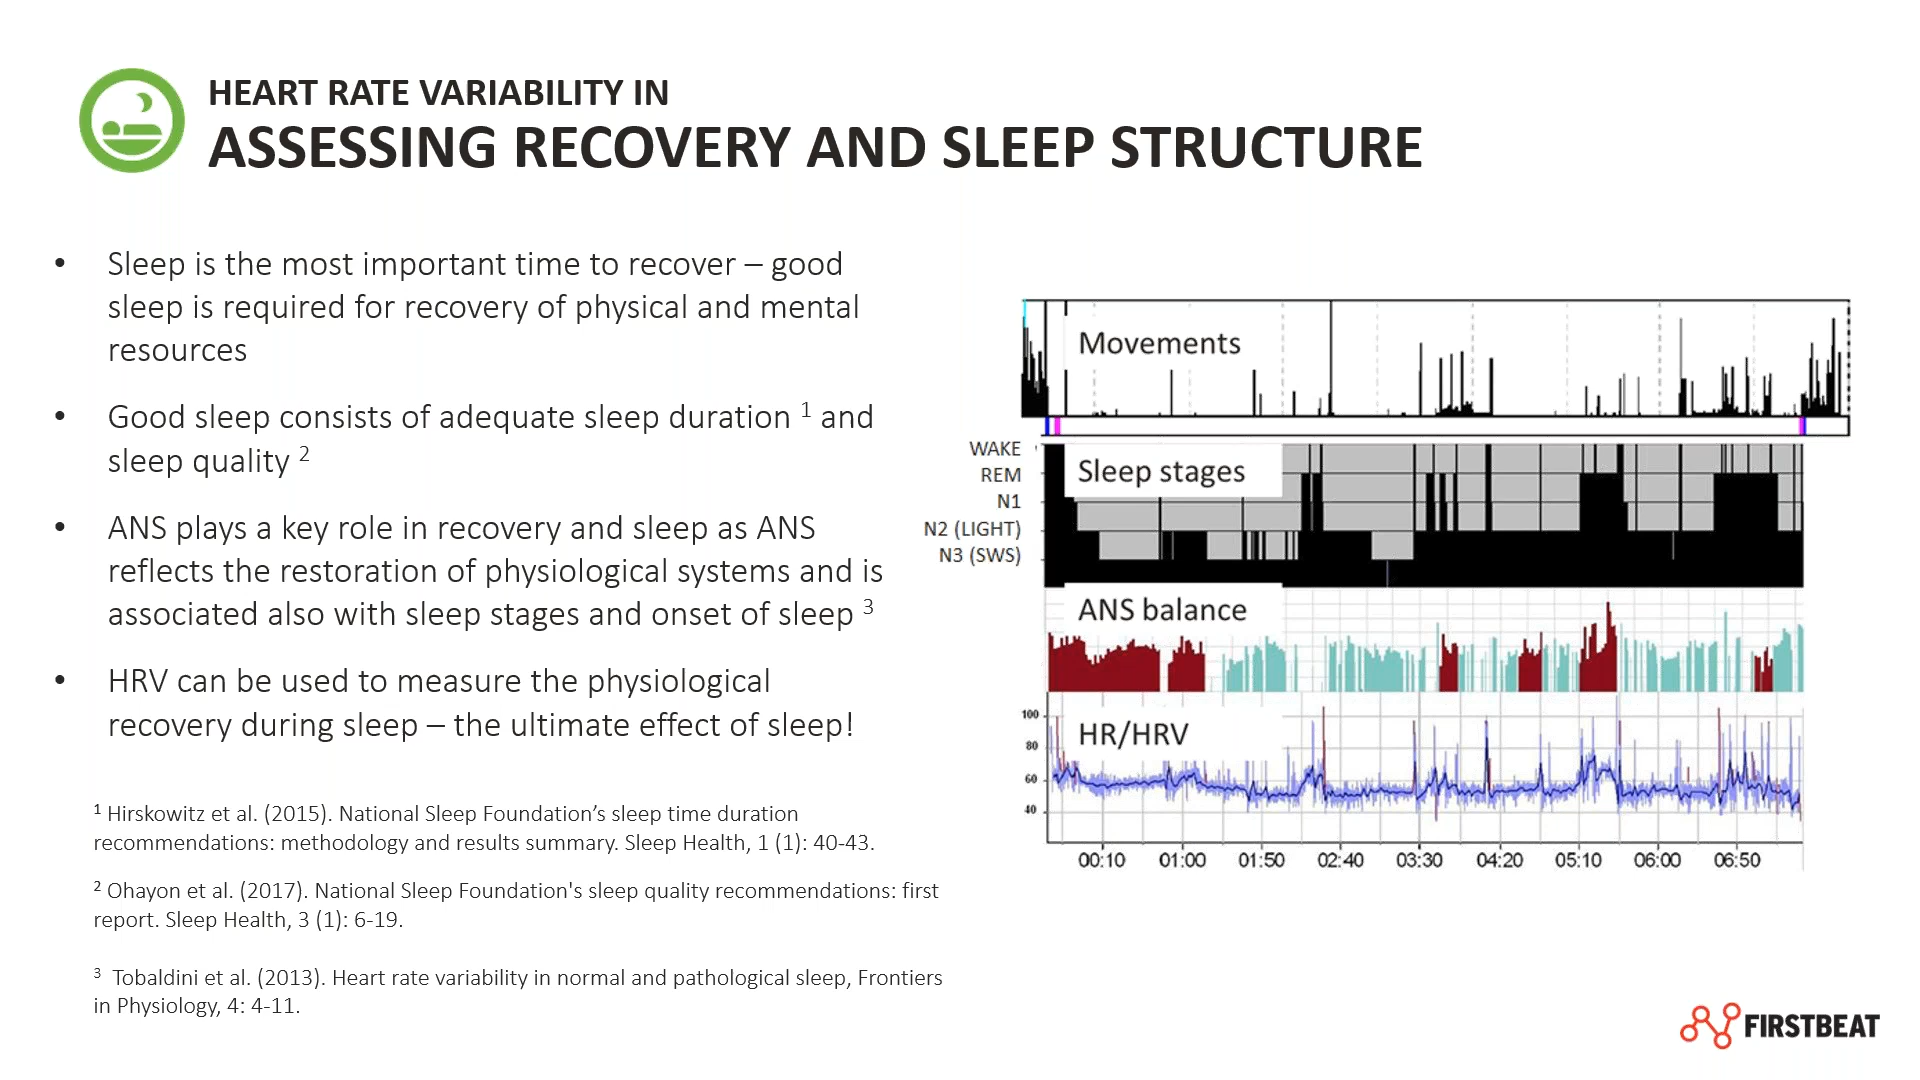 HEART RATE VARIABILITY IN
ASSESSING RECOVERY AND SLEEP STRUCTURE
• Sleep is the most important time to recover – good
sleep is required for recovery of physical and mental
resources
• Good sleep consists of adequate sleep duration 1 and
sleep quality 2
• ANS plays a key role in recovery and sleep as ANS
reflects the restoration of physiological systems and is
associated also with sleep stages and onset of sleep 3
• HRV can be used to measure the physiological
recovery during sleep – the ultimate effect of sleep!
1 Hirskowitz et al. (2015). National Sleep Foundation’s sleep time duration
recommendations: methodology and results summary. Sleep Health, 1 (1): 40-43.
2 Ohayon et al. (2017). National Sleep Foundation's sleep quality recommendations: first
report. Sleep Health, 3 (1): 6-19.
3 Tobaldini et al. (2013). Heart rate variability in normal and pathological sleep, Frontiers
in Physiology, 4: 4-11.
Movements
WAKE
REM
N1
N2 (LIGHT)
N3 (SWS)
Sleep stages
ANS balance
HR/HRV
100
80
60
40
00:10 01:00 01:50 02:40 03:30 04:20 05:10 06:00 06:50
FIRSTBEAT